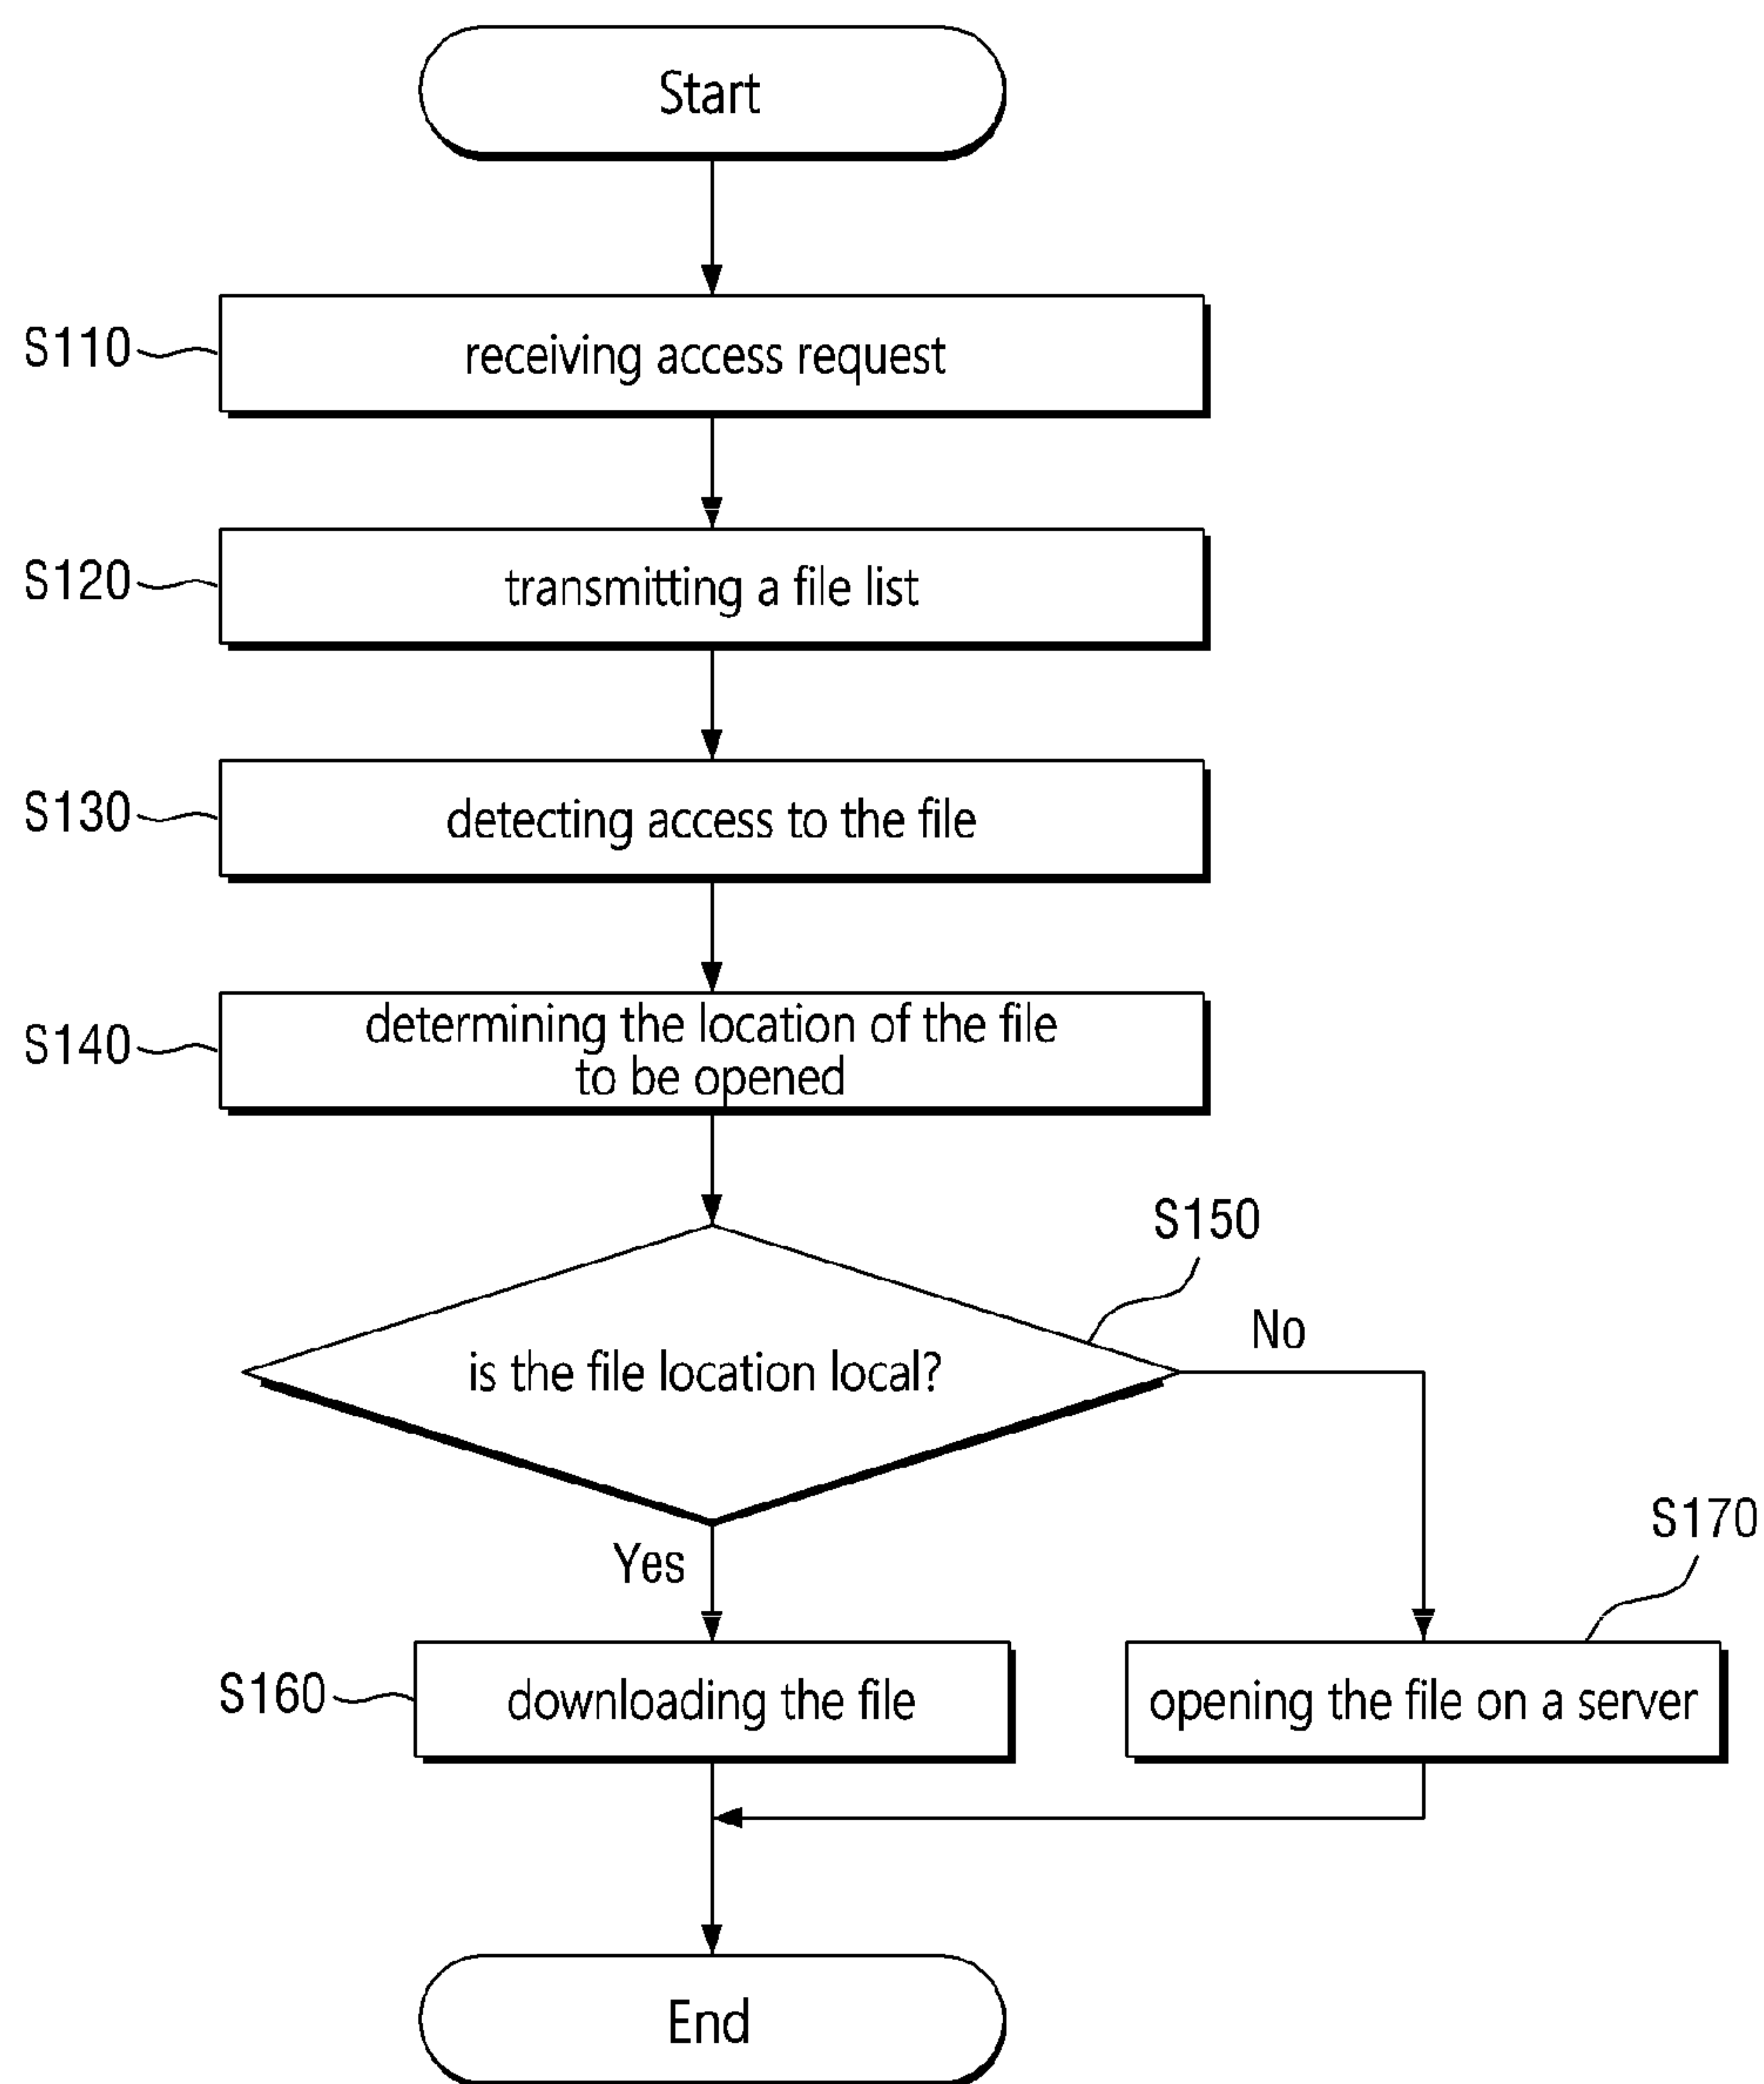 Start
S110
receiving access request
S120
transmitting a file list
S130
detecting access to the file
S140
determining the location of the file
to be opened
S150
is the file location local?
No
Yes
S170
S160
downloading the file
opening the file on a server
End